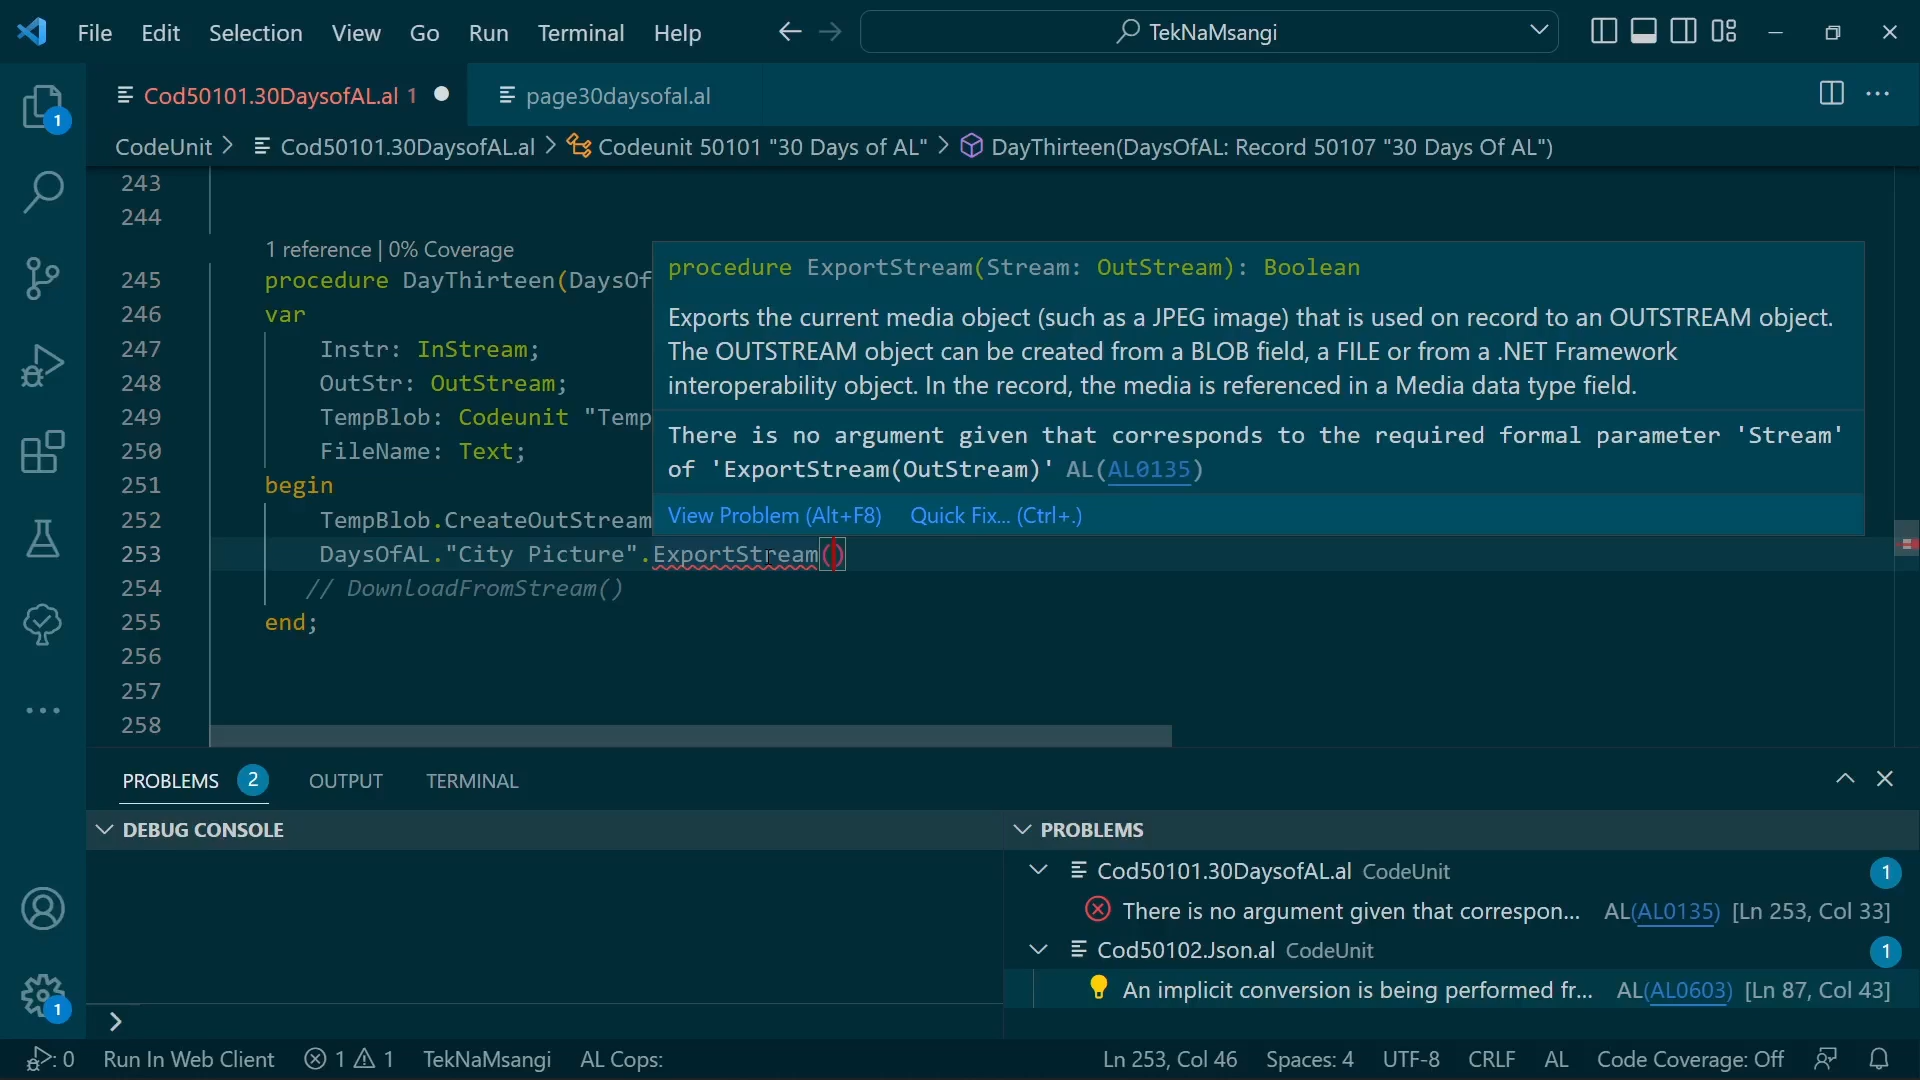 File Edit Selection View Go Run Terminal Help
TekNaMsangi
Cod50101.30DaysofAL.al 1
page30daysofal.al
CodeUnit > Cod50101.30DaysofAL.al > Codeunit 50101 "30 Days of AL" > DayThirteen(DaysOfAL: Record 50107 "30 Days Of AL")
1
243
244
1 reference | 0% Coverage
245 procedure DayThirteen(DaysOf
246 var
247 Instr: InStream;
248 OutStr: OutStream;
249 TempBlob: Codeunit "Temp
250 FileName: Text;
251 begin
252 TempBlob.CreateOutStream
253 DaysOfAL."City Picture".ExportStream()
254 // DownloadFromStream()
255 end;
256
257
258
procedure ExportStream(Stream: OutStream): Boolean
Exports the current media object (such as a JPEG image) that is used on record to an OUTSTREAM object.
The OUTSTREAM object can be created from a BLOB field, a FILE or from a .NET Framework
interoperability object. In the record, the media is referenced in a Media data type field.
There is no argument given that corresponds to the required formal parameter 'Stream'
of 'ExportStream(OutStream)' AL(AL0135)
View Problem (Alt+F8) Quick Fix... (Ctrl+.)
PROBLEMS 2 OUTPUT TERMINAL
DEBUG CONSOLE
PROBLEMS
Cod50101.30DaysofAL.al CodeUnit 1
There is no argument given that correspon... AL(AL0135) [Ln 253, Col 33]
Cod50102.Json.al CodeUnit 1
An implicit conversion is being performed fr... AL(AL0603) [Ln 87, Col 43]
1
>
: 0 Run In Web Client 1 1 TekNaMsangi AL Cops: Ln 253, Col 46 Spaces: 4 UTF-8 CRLF AL Code Coverage: Off